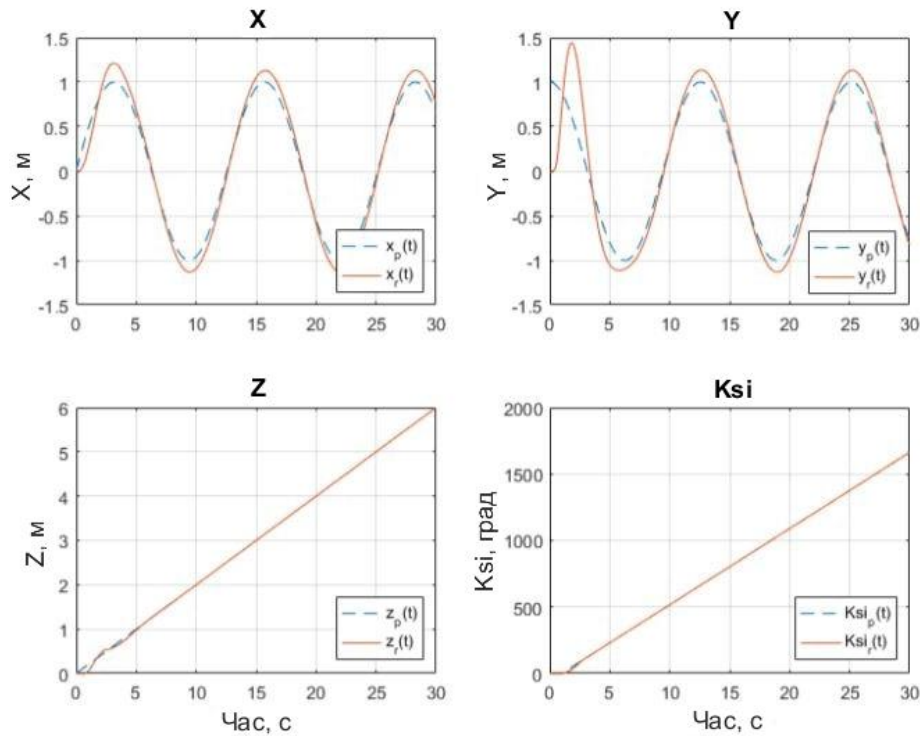 X
X, м
1.5
1
0.5
0
-0.5
-1
-1.5
0 5 10 15 20 25 30
x_p(t)
x_r(t)
Y
Y, м
1.5
1
0.5
0
-0.5
-1
-1.5
0 5 10 15 20 25 30
y_p(t)
y_r(t)
Z
Z, м
6
5
4
3
2
1
0
0 5 10 15 20 25 30
Час, с
z_p(t)
z_r(t)
Ksi
Ksi, град
2000
1500
1000
500
0
0 5 10 15 20 25 30
Час, с
Ksi_p(t)
Ksi_r(t)